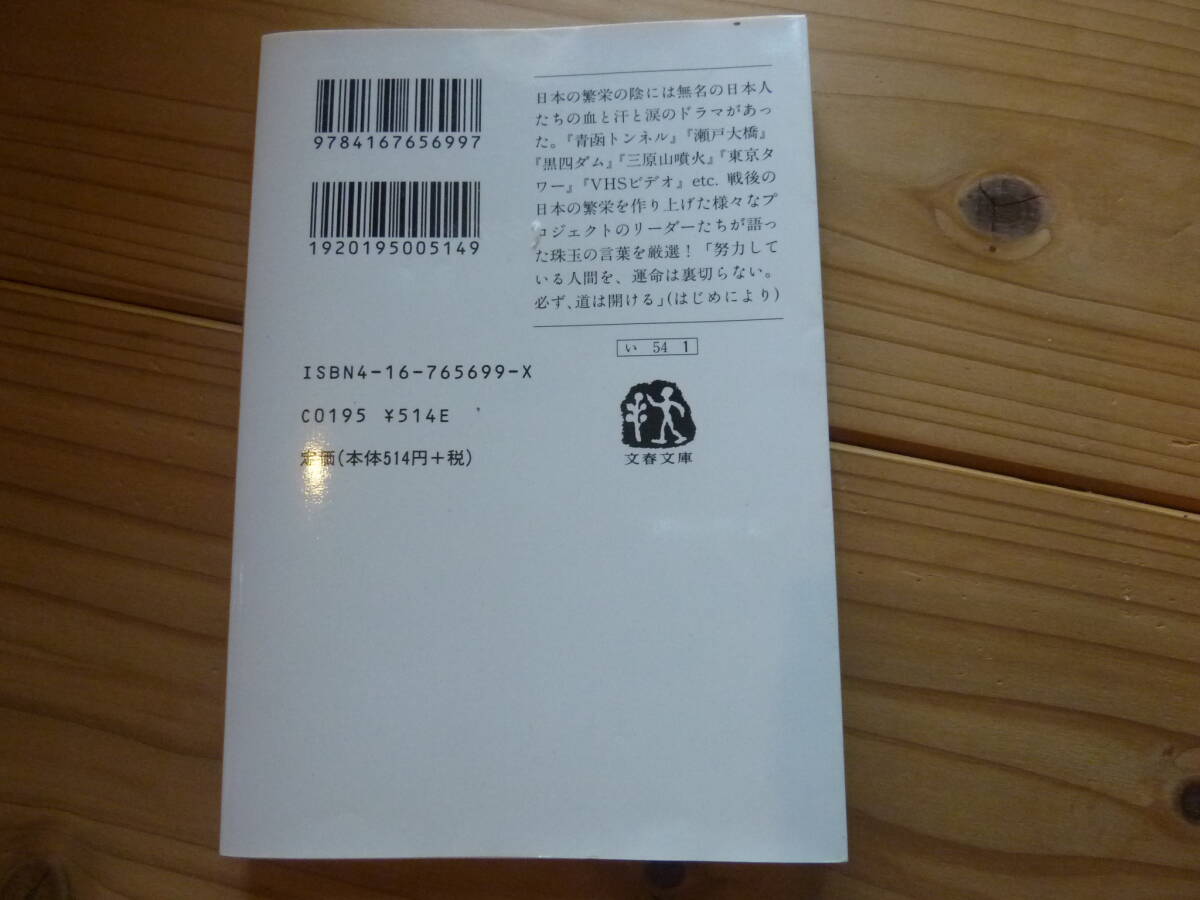 9784167656997
1920195005149
日本の繁栄の陰には無名の日本人
たちの血と汗と涙のドラマがあっ
た。『青函トンネル』『瀬戸大橋』
『黒四ダム』『三原山噴火』『東京タ
ワー』『VHSビデオ』etc. 戦後の
日本の繁栄を作り上げた様々なプ
ロジェクトのリーダーたちが語っ
た珠玉の言葉を厳選！「努力して
いる人間を、運命は裏切らない。
必ず、道は開ける」(はじめにより)
い 54 1
ISBN4-16-765699-X
C0195 ¥514E
定価(本体514円＋税)
文春文庫